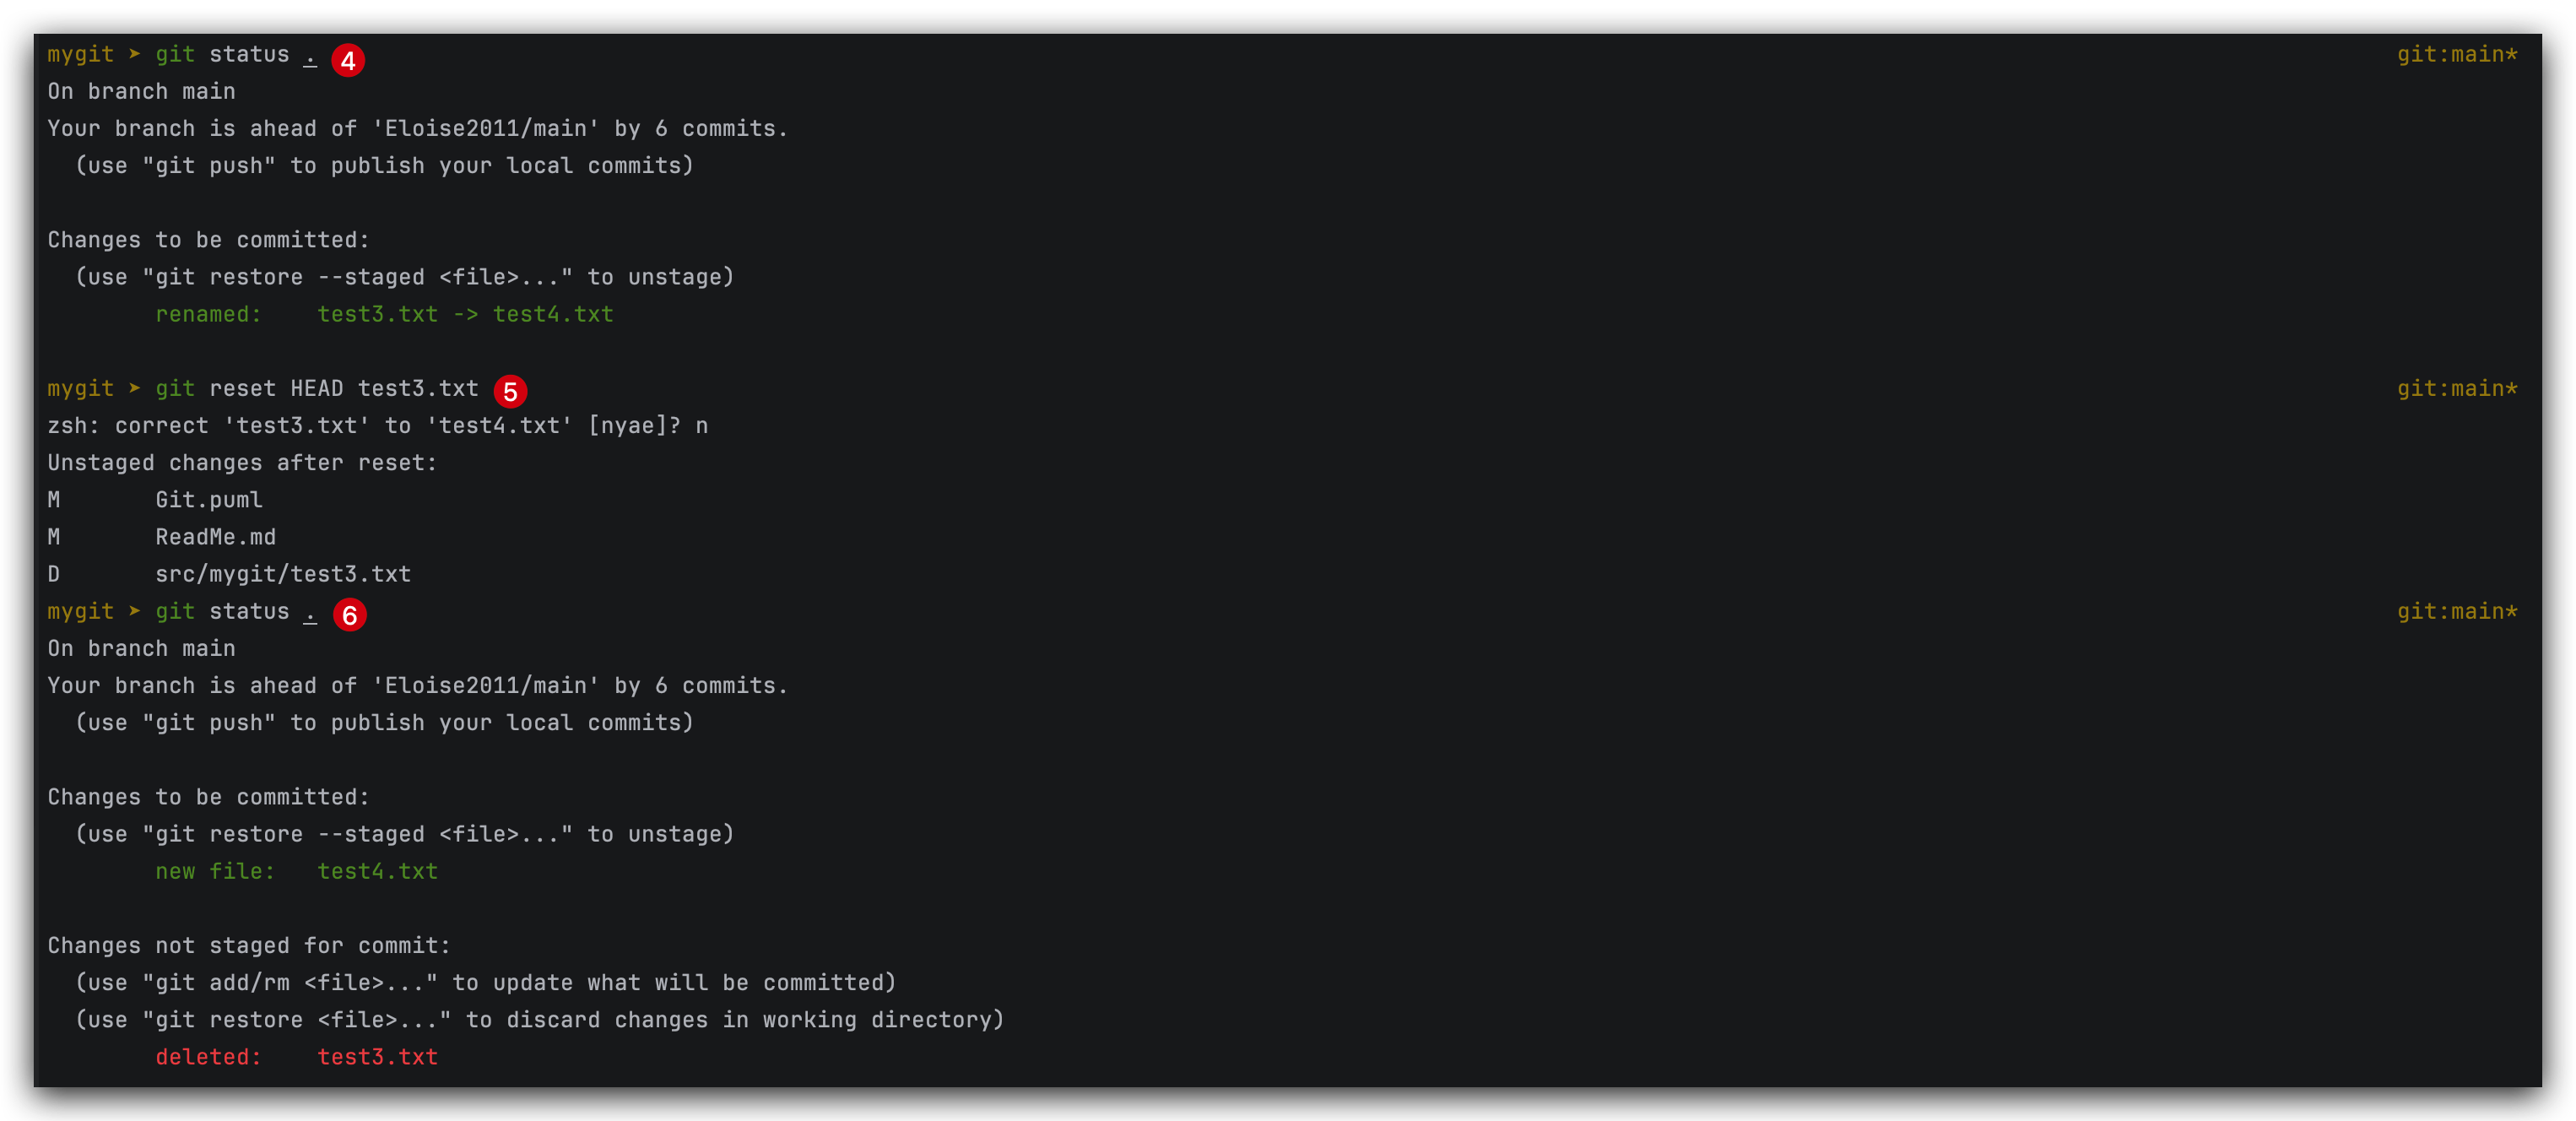 mygit ➤ git status . 4 git:main*
On branch main
Your branch is ahead of 'Eloise2011/main' by 6 commits.
  (use "git push" to publish your local commits)

Changes to be committed:
  (use "git restore --staged <file>..." to unstage)
        renamed:    test3.txt -> test4.txt

mygit ➤ git reset HEAD test3.txt 5 git:main*
zsh: correct 'test3.txt' to 'test4.txt' [nyae]? n
Unstaged changes after reset:
M       Git.puml
M       ReadMe.md
D       src/mygit/test3.txt
mygit ➤ git status . 6 git:main*
On branch main
Your branch is ahead of 'Eloise2011/main' by 6 commits.
  (use "git push" to publish your local commits)

Changes to be committed:
  (use "git restore --staged <file>..." to unstage)
        new file:   test4.txt

Changes not staged for commit:
  (use "git add/rm <file>..." to update what will be committed)
  (use "git restore <file>..." to discard changes in working directory)
        deleted:    test3.txt